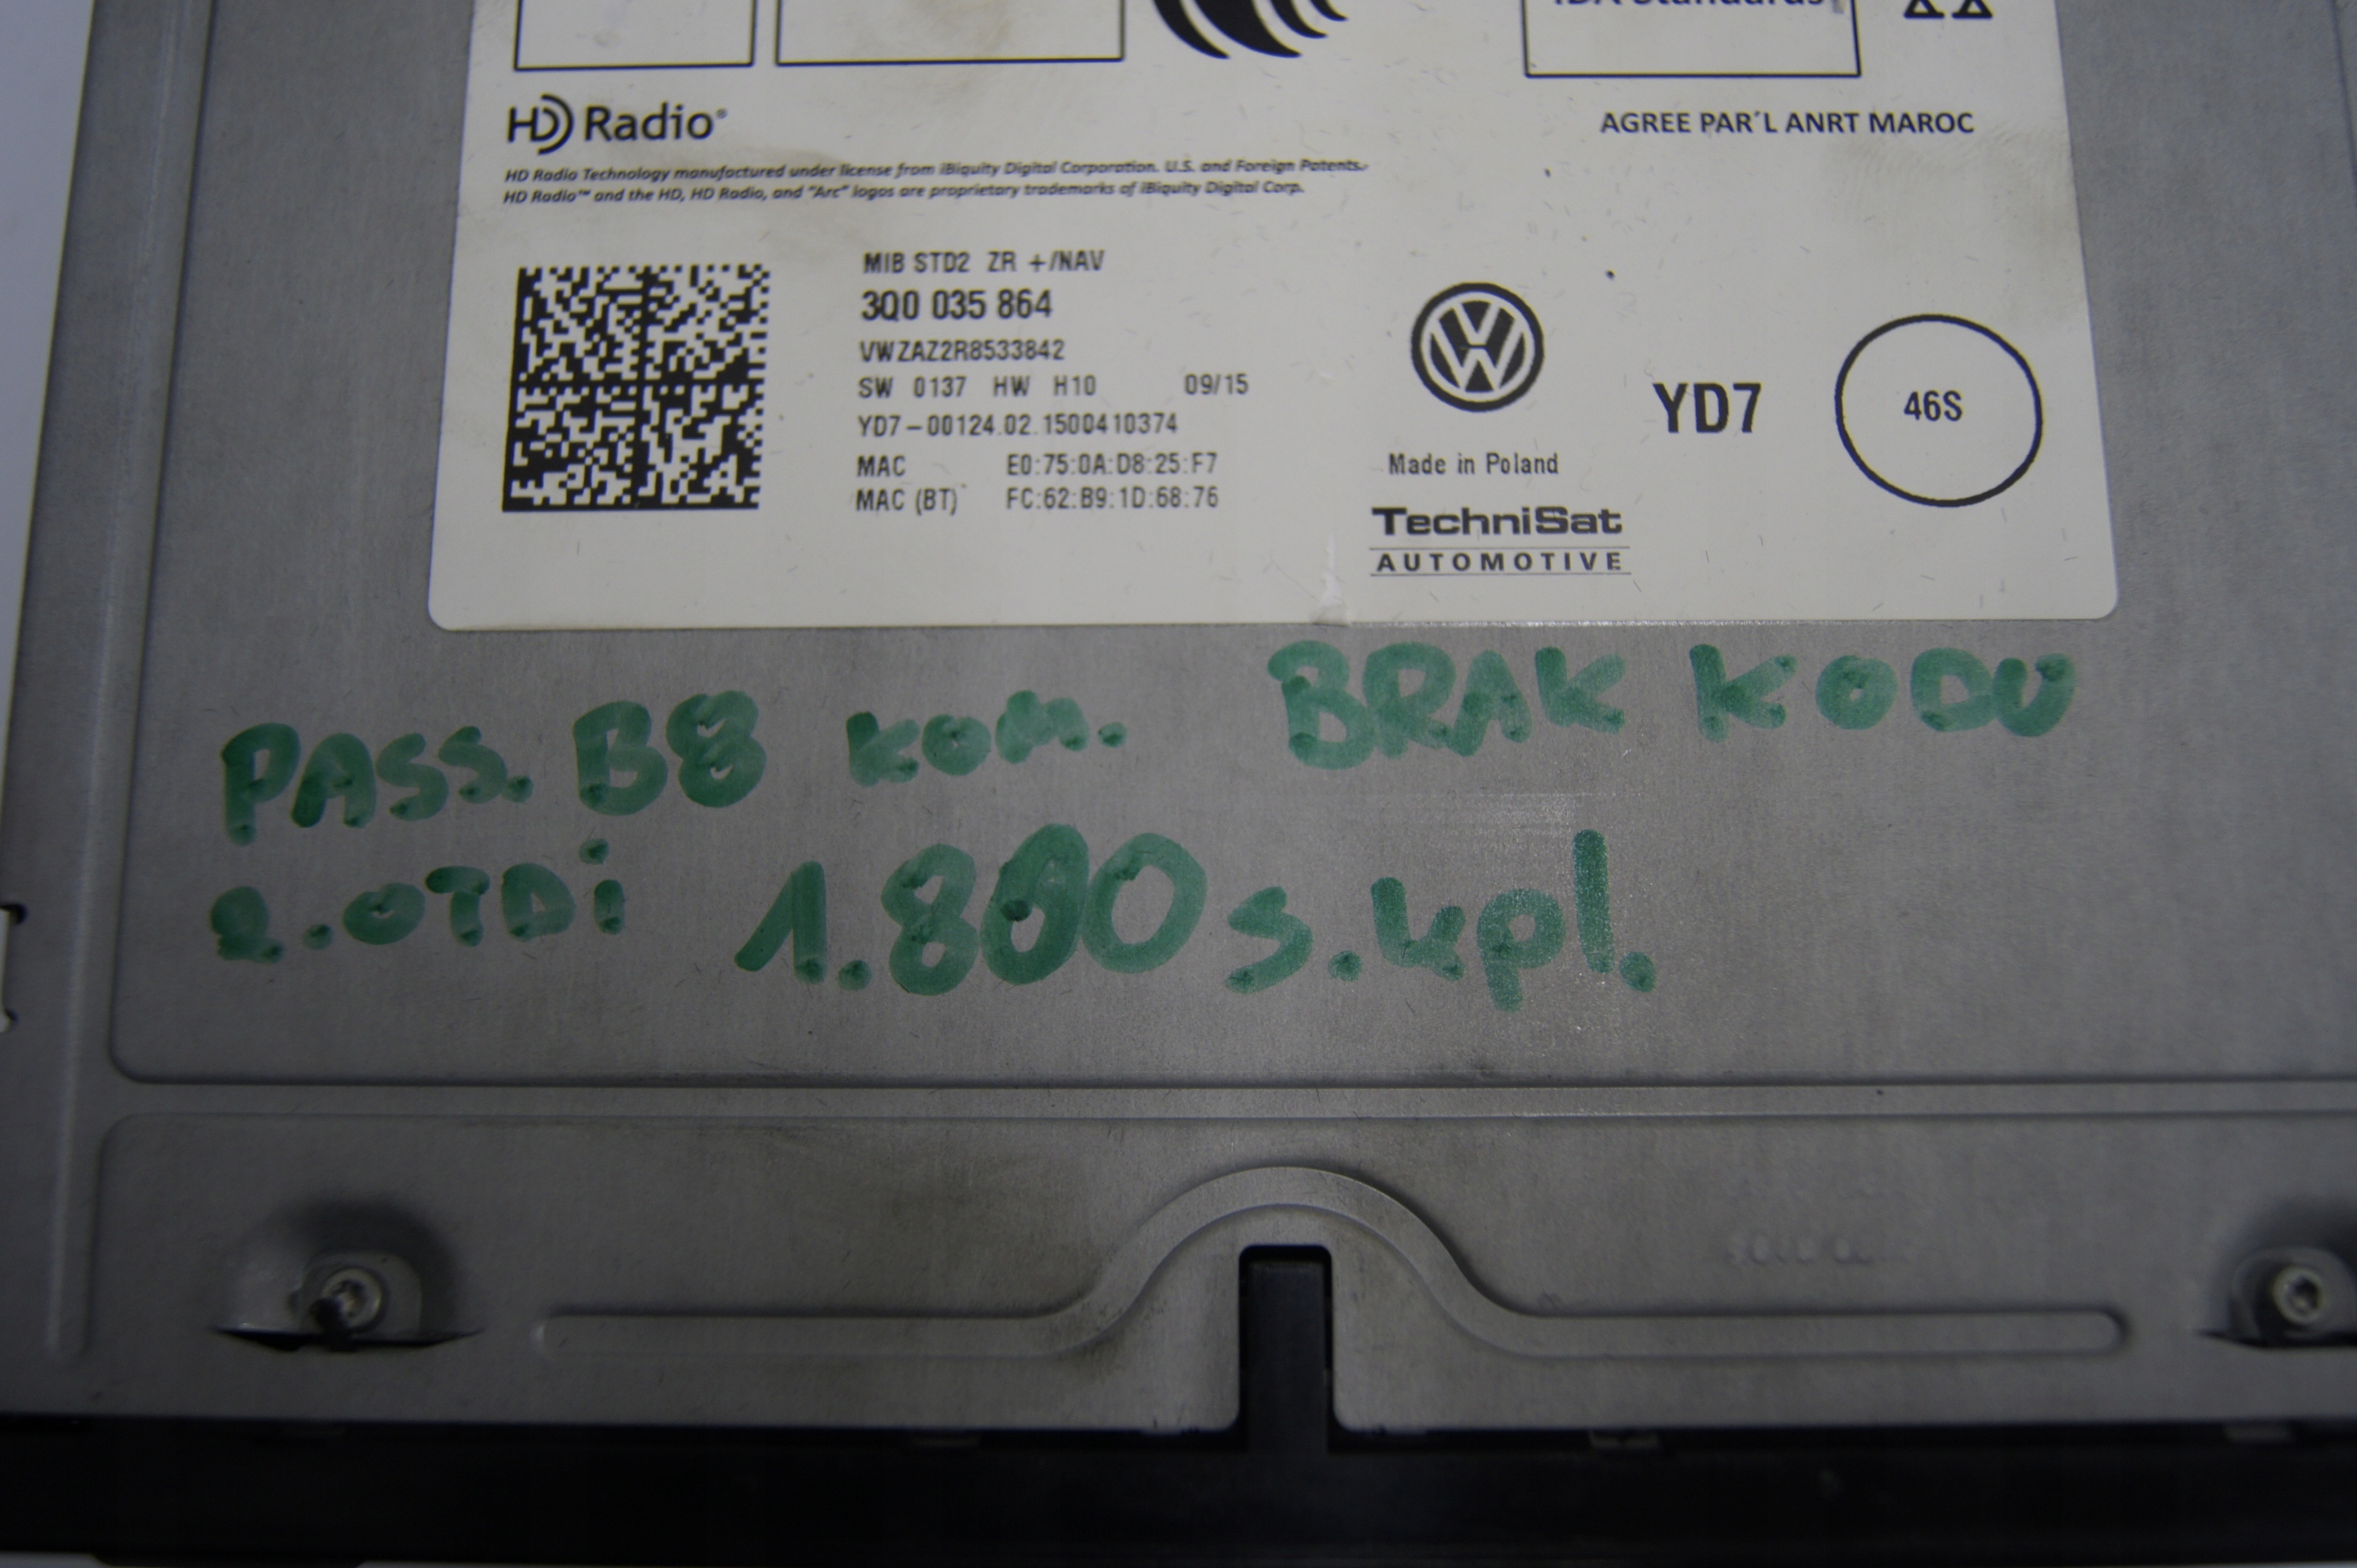 IDA Standards
HD Radio®
AGREE PAR´L ANRT MAROC
HD Radio Technology manufactured under license from iBiquity Digital Corporation. U.S. and Foreign Patents.
HD Radio™ and the HD, HD Radio, and "Arc" logos are proprietary trademarks of iBiquity Digital Corp.
MIB STD2 ZR +/NAV
3Q0 035 864
VWZAZ2R8533842
SW 0137 HW H10 09/15
YD7-00124.02.1500410374
MAC E0:75:0A:D8:25:F7
MAC (BT) FC:62:B9:1D:68:76
VW
Made in Poland
TechniSat
AUTOMOTIVE
YD7
46S
PASS. B8 kom. BRAK KODU
2.0TDi 1.800 s.kpl.